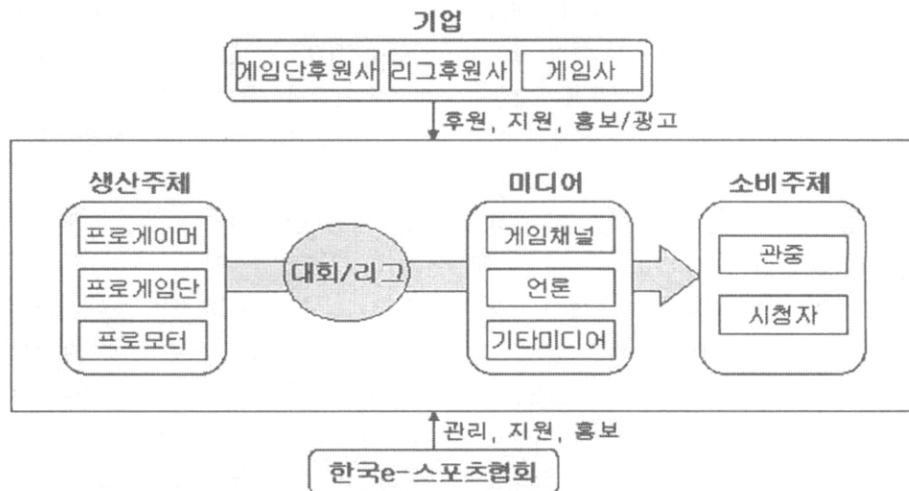 기업
게임단후원사 리그후원사 게임사
후원, 지원, 홍보/광고
생산주체
프로게이머
프로게임단
프로모터
대회/리그
미디어
게임채널
언론
기타미디어
소비주체
관중
시청자
관리, 지원, 홍보
한국e-스포츠협회